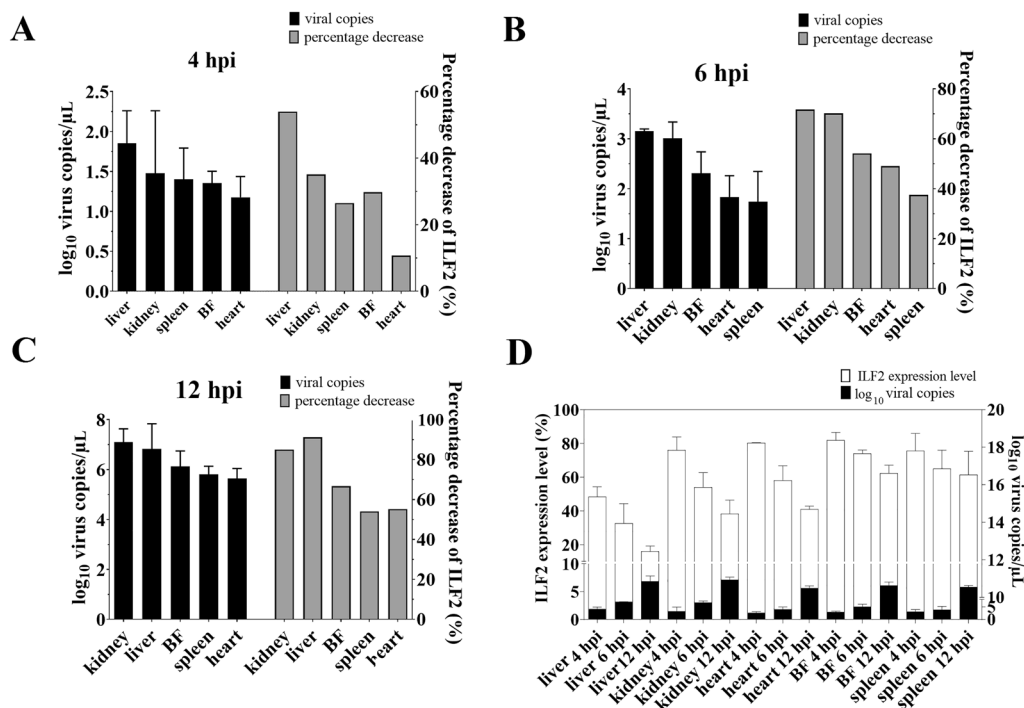 A
4 hpi
viral copies
percentage decrease
log10 virus copies/μL
2.5
2.0
1.5
1.0
0.5
0.0
60
40
20
0
Percentage decrease of ILF2 (%)
liver kidney spleen BF heart liver kidney spleen BF heart
B
6 hpi
viral copies
percentage decrease
log10 virus copies/μL
4
3
2
1
0
80
60
40
20
0
Percentage decrease of ILF2 (%)
liver kidney BF heart spleen liver kidney BF heart spleen
C
12 hpi
viral copies
percentage decrease
log10 virus copies/μL
8
6
4
2
0
100
80
60
40
20
0
Percentage decrease of ILF2 (%)
kidney liver BF spleen heart kidney liver BF spleen heart
D
ILF2 expression level
log10 viral copies
ILF2 expression level (%)
100
80
60
40
20
10
5
0
20
18
16
14
12
10
5
0
log10 virus copies/μL
liver 4 hpi
liver 6 hpi
liver 12 hpi
kidney 4 hpi
kidney 6 hpi
kidney 12 hpi
heart 4 hpi
heart 6 hpi
heart 12 hpi
BF 4 hpi
BF 6 hpi
BF 12 hpi
spleen 4 hpi
spleen 6 hpi
spleen 12 hpi